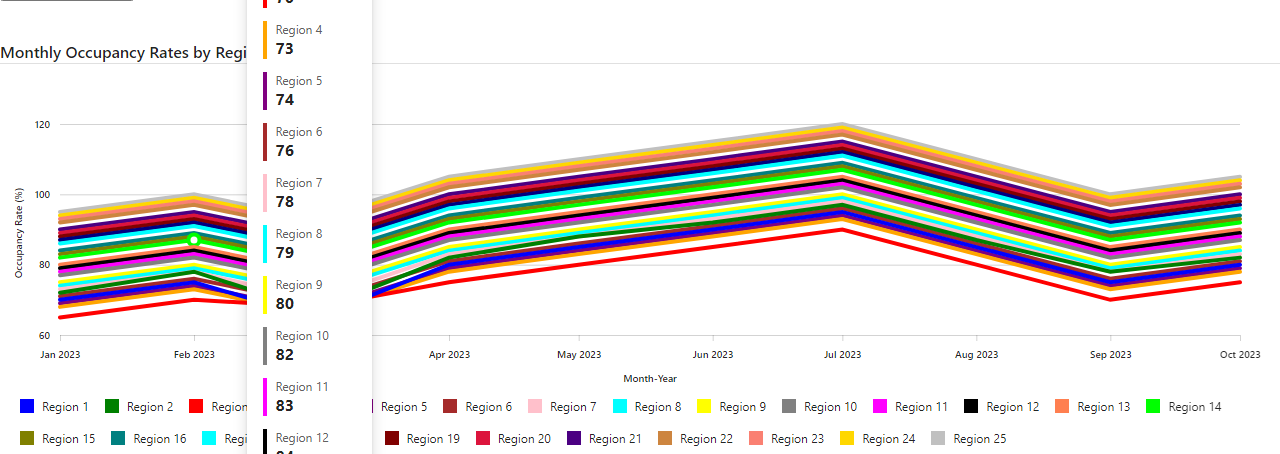 70
Region 4
73
Monthly Occupancy Rates by Regi
Region 5
74
Region 6
76
Region 7
78
Region 8
79
Region 9
80
Region 10
82
Region 11
83
Region 12
84
Occupancy Rate (%)
120
100
80
60
Jan 2023 Feb 2023 Apr 2023 May 2023 Jun 2023 Jul 2023 Aug 2023 Sep 2023 Oct 2023
Month-Year
Region 1 Region 2 Region Region 5 Region 6 Region 7 Region 8 Region 9 Region 10 Region 11 Region 12 Region 13 Region 14
Region 15 Region 16 Regi Region 19 Region 20 Region 21 Region 22 Region 23 Region 24 Region 25